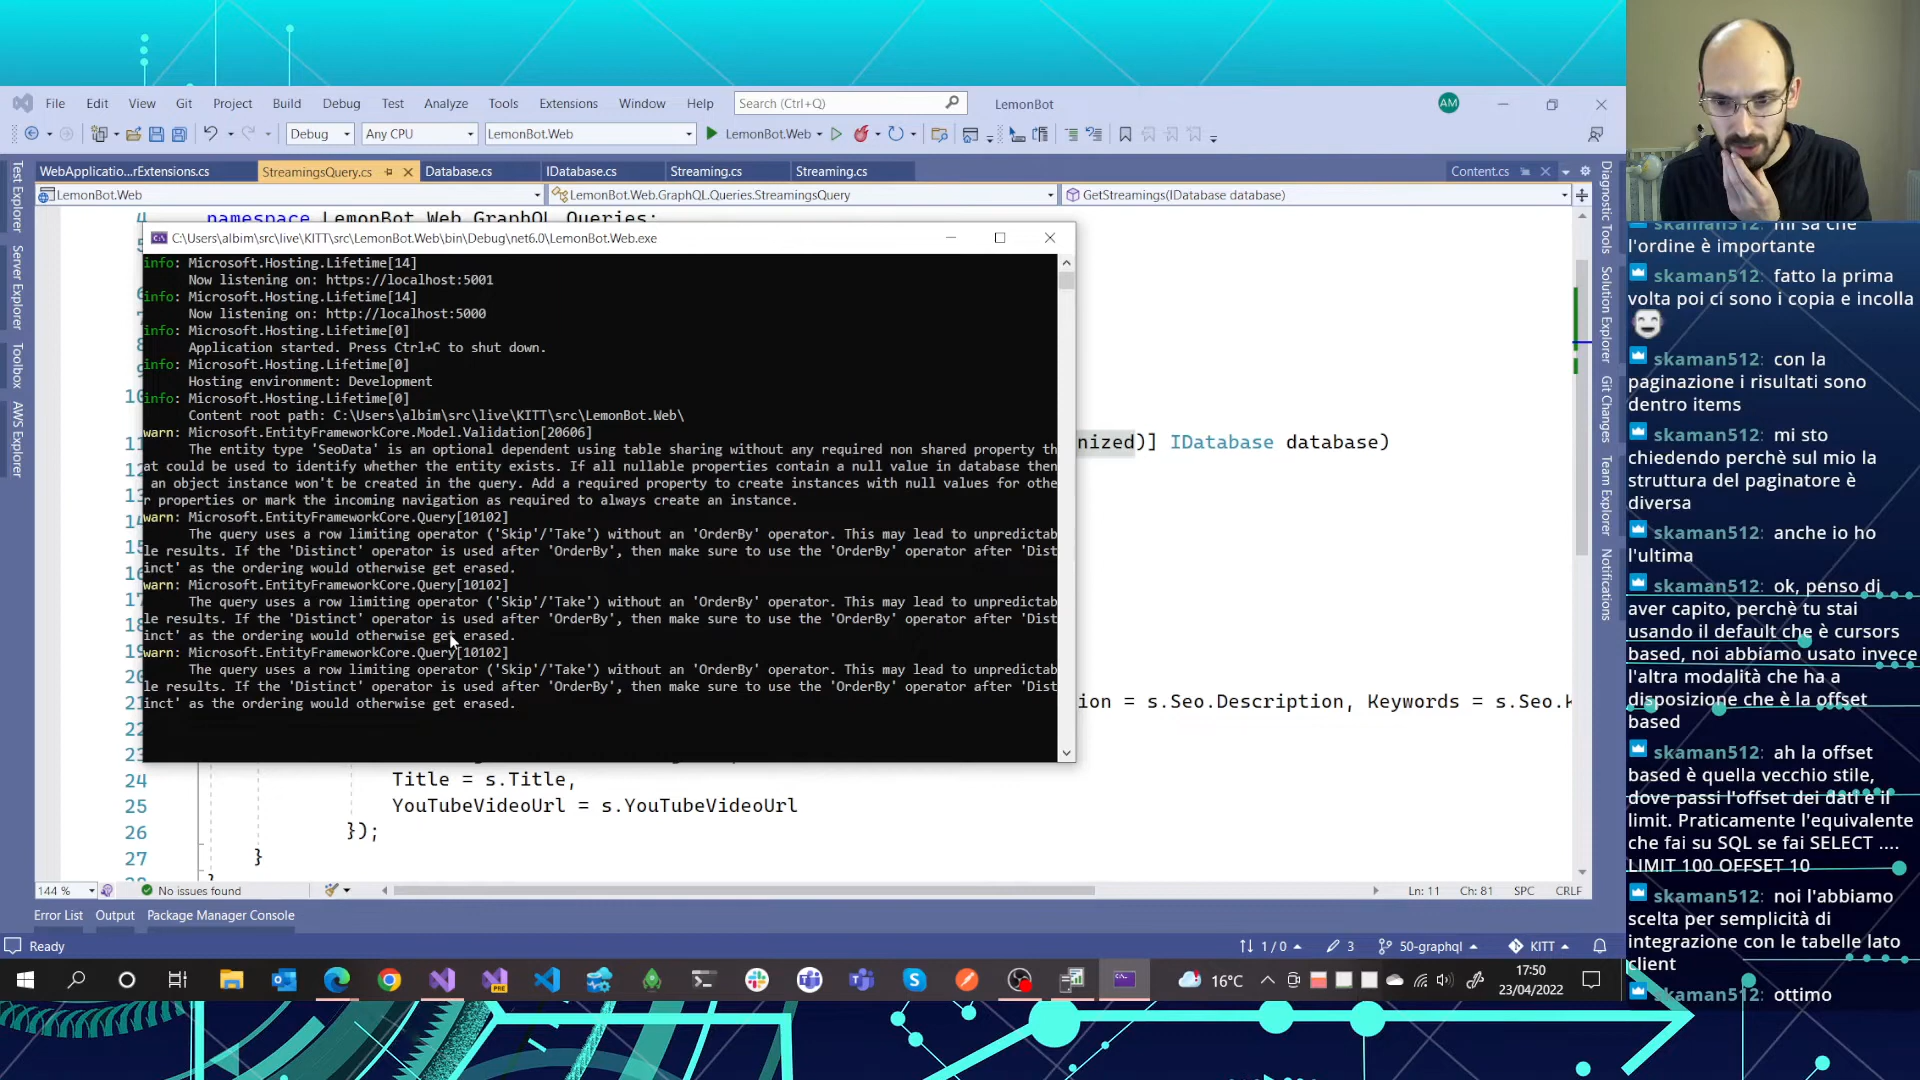 File Edit View Git Project Build Debug Test Analyze Tools Extensions Window Help Search (Ctrl+Q) LemonBot AM
Debug Any CPU LemonBot.Web LemonBot.Web
WebApplication...rExtensions.cs StreamingsQuery.cs Database.cs IDatabase.cs Streaming.cs Streaming.cs Content.cs
LemonBot.Web LemonBot.Web.GraphQL.Queries.StreamingsQuery GetStreamings(IDatabase database)
Test Explorer
Server Explorer
Toolbox
AWS Explorer
Diagnostic Tools
Solution Explorer
Git Changes
Team Explorer
Notifications
4 namespace LemonBot.Web.GraphQL.Queries;
C:\Users\albim\src\live\KITT\src\LemonBot.Web\bin\Debug\net6.0\LemonBot.Web.exe
info: Microsoft.Hosting.Lifetime[14]
Now listening on: https://localhost:5001
info: Microsoft.Hosting.Lifetime[14]
Now listening on: http://localhost:5000
info: Microsoft.Hosting.Lifetime[0]
Application started. Press Ctrl+C to shut down.
info: Microsoft.Hosting.Lifetime[0]
Hosting environment: Development
info: Microsoft.Hosting.Lifetime[0]
Content root path: C:\Users\albim\src\live\KITT\src\LemonBot.Web\
warn: Microsoft.EntityFrameworkCore.Model.Validation[20606]
The entity type 'SeoData' is an optional dependent using table sharing without any required non shared property th
at could be used to identify whether the entity exists. If all nullable properties contain a null value in database then
an object instance won't be created in the query. Add a required property to create instances with null values for othe
r properties or mark the incoming navigation as required to always create an instance.
warn: Microsoft.EntityFrameworkCore.Query[10102]
The query uses a row limiting operator ('Skip'/'Take') without an 'OrderBy' operator. This may lead to unpredictab
le results. If the 'Distinct' operator is used after 'OrderBy', then make sure to use the 'OrderBy' operator after 'Dist
inct' as the ordering would otherwise get erased.
warn: Microsoft.EntityFrameworkCore.Query[10102]
The query uses a row limiting operator ('Skip'/'Take') without an 'OrderBy' operator. This may lead to unpredictab
le results. If the 'Distinct' operator is used after 'OrderBy', then make sure to use the 'OrderBy' operator after 'Dist
inct' as the ordering would otherwise get erased.
warn: Microsoft.EntityFrameworkCore.Query[10102]
The query uses a row limiting operator ('Skip'/'Take') without an 'OrderBy' operator. This may lead to unpredictab
le results. If the 'Distinct' operator is used after 'OrderBy', then make sure to use the 'OrderBy' operator after 'Dist
inct' as the ordering would otherwise get erased.
nized)] IDatabase database)
ion = s.Seo.Description, Keywords = s.Seo.K
24 Title = s.Title,
25 YouTubeVideoUrl = s.YouTubeVideoUrl
26 });
27 }
144 % No issues found Ln: 11 Ch: 81 SPC CRLF
Error List Output Package Manager Console
Ready 1 / 0 3 50-graphql KITT
16°C 17:50
23/04/2022
mi sa che
l'ordine è importante
skaman512: fatto la prima
volta poi ci sono i copia e incolla
skaman512: con la
paginazione i risultati sono
dentro items
skaman512: mi sto
chiedendo perchè sul mio la
struttura del paginatore è
diversa
skaman512: anche io ho
l'ultima
skaman512: ok, penso di
aver capito, perchè tu stai
usando il default che è cursors
based, noi abbiamo usato invece
l'altra modalità che ha a
disposizione che è la offset
based
skaman512: ah la offset
based è quella vecchio stile,
dove passi l'offset dei dati e il
limit. Praticamente l'equivalente
che fai su SQL se fai SELECT ....
LIMIT 100 OFFSET 10
skaman512: noi l'abbiamo
scelta per semplicità di
integrazione con le tabelle lato
client
skaman512: ottimo